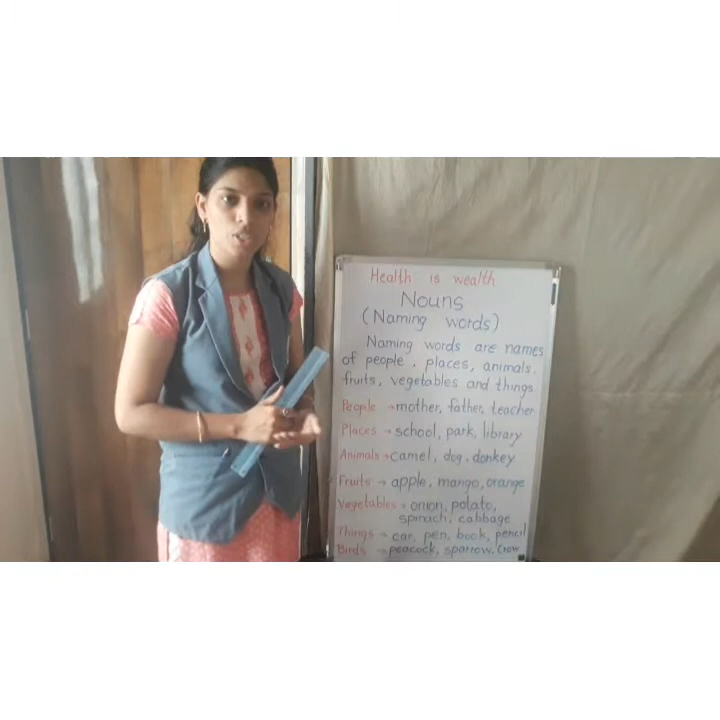 Health is wealth
Nouns
(Naming words)
Naming words are names
of people, places, animals,
fruits, vegetables and things
People → mother, father, teacher
Places → school, park, library
Animals → camel, dog, donkey
Fruits → apple, mango, orange
Vegetables → onion, potato,
spinach, cabbage
Things → car, pen, book, pencil
Birds → peacock, sparrow, crow